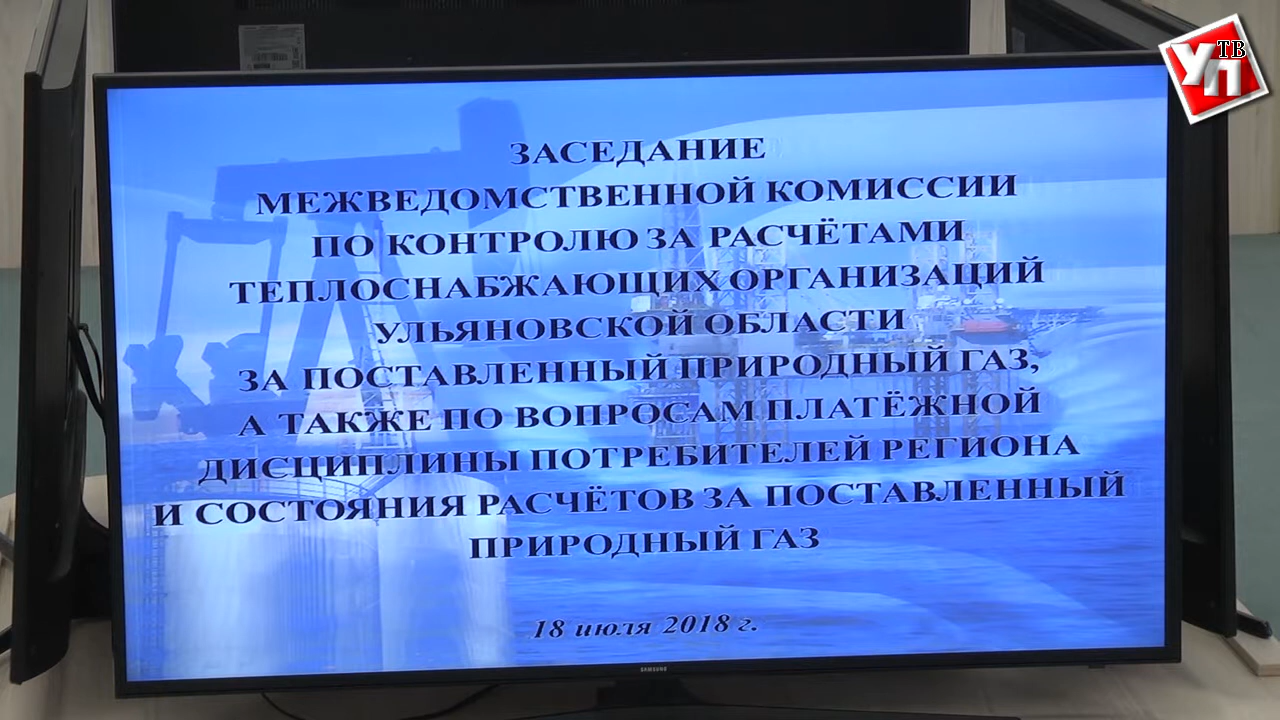 УП
ТВ
ЗАСЕДАНИЕ
МЕЖВЕДОМСТВЕННОЙ КОМИССИИ
ПО КОНТРОЛЮ ЗА РАСЧЁТАМИ
ТЕПЛОСНАБЖАЮЩИХ ОРГАНИЗАЦИЙ
УЛЬЯНОВСКОЙ ОБЛАСТИ
ЗА ПОСТАВЛЕННЫЙ ПРИРОДНЫЙ ГАЗ,
А ТАКЖЕ ПО ВОПРОСАМ ПЛАТЁЖНОЙ
ДИСЦИПЛИНЫ ПОТРЕБИТЕЛЕЙ РЕГИОНА
И СОСТОЯНИЯ РАСЧЁТОВ ЗА ПОСТАВЛЕННЫЙ
ПРИРОДНЫЙ ГАЗ
18 июля 2018 г.
SAMSUNG